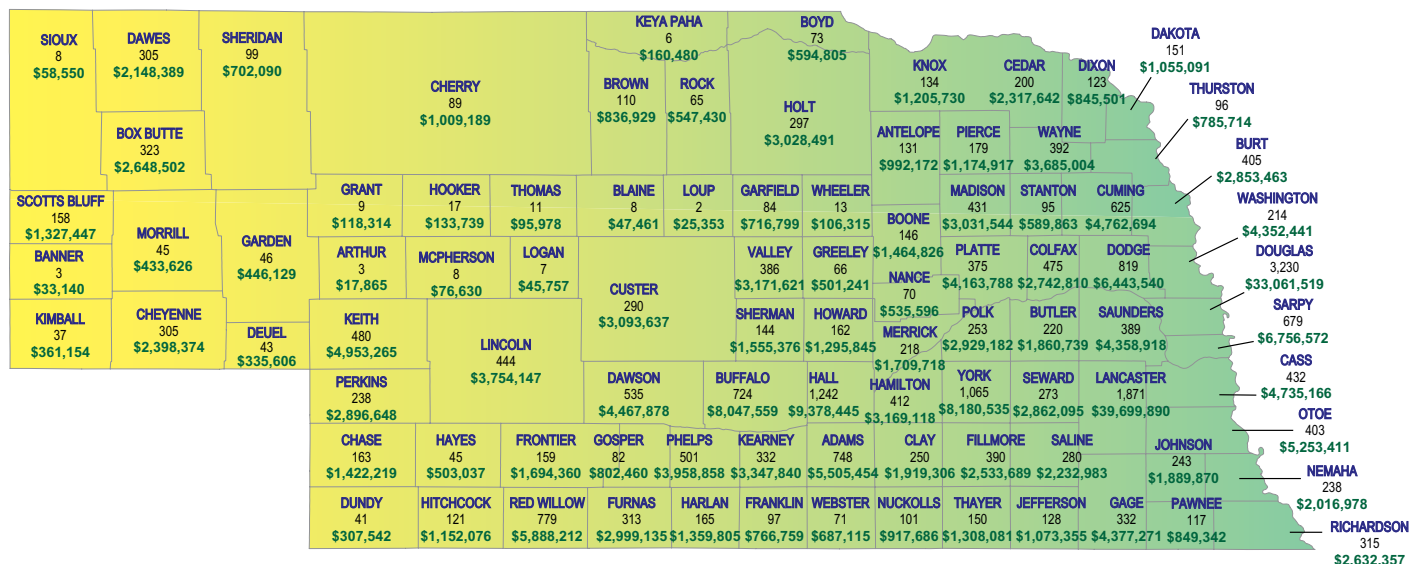 SIOUX
8
$58,550
DAWES
305
$2,148,389
SHERIDAN
99
$702,090
CHERRY
89
$1,009,189
KEYA PAHA
6
$160,480
BOYD
73
$594,805
BROWN
110
$836,929
ROCK
65
$547,430
HOLT
297
$3,028,491
KNOX
134
$1,205,730
CEDAR
200
$2,317,642
DIXON
123
$845,501
DAKOTA
151
$1,055,091
THURSTON
96
$785,714
BOX BUTTE
323
$2,648,502
ANTELOPE
131
$992,172
PIERCE
179
$1,174,917
WAYNE
392
$3,685,004
BURT
405
$2,853,463
SCOTTS BLUFF
158
$1,327,447
MORRILL
45
$433,626
GARDEN
46
$446,129
GRANT
9
$118,314
HOOKER
17
$133,739
THOMAS
11
$95,978
BLAINE
8
$47,461
LOUP
2
$25,353
GARFIELD
84
$716,799
WHEELER
13
$106,315
BOONE
146
$1,464,826
MADISON
431
$3,031,544
STANTON
95
$589,863
CUMING
625
$4,762,694
WASHINGTON
214
$4,352,441
BANNER
3
$33,140
ARTHUR
3
$17,865
MCPHERSON
8
$76,630
LOGAN
7
$45,757
CUSTER
290
$3,093,637
VALLEY
386
$3,171,621
GREELEY
66
$501,241
NANCE
70
$535,596
PLATTE
375
$4,163,788
COLFAX
475
$2,742,810
DODGE
819
$6,443,540
DOUGLAS
3,230
$33,061,519
KIMBALL
37
$361,154
CHEYENNE
305
$2,398,374
DEUEL
43
$335,606
KEITH
480
$4,953,265
LINCOLN
444
$3,754,147
SHERMAN
144
$1,555,376
HOWARD
162
$1,295,845
MERRICK
218
$1,709,718
POLK
253
$2,929,182
BUTLER
220
$1,860,739
SAUNDERS
389
$4,358,918
SARPY
679
$6,756,572
PERKINS
238
$2,896,648
DAWSON
535
$4,467,878
BUFFALO
724
$8,047,559
HALL
1,242
$9,378,445
HAMILTON
412
$3,169,118
YORK
1,065
$8,180,535
SEWARD
273
$2,862,095
LANCASTER
1,871
$39,699,890
CASS
432
$4,735,166
OTOE
403
$5,253,411
CHASE
163
$1,422,219
HAYES
45
$503,037
FRONTIER
159
$1,694,360
GOSPER
82
$802,460
PHELPS
501
$3,958,858
KEARNEY
332
$3,347,840
ADAMS
748
$5,505,454
CLAY
250
$1,919,306
FILLMORE
390
$2,533,689
SALINE
280
$2,232,983
JOHNSON
243
$1,889,870
NEMAHA
238
$2,016,978
DUNDY
41
$307,542
HITCHCOCK
121
$1,152,076
RED WILLOW
779
$5,888,212
FURNAS
313
$2,999,135
HARLAN
165
$1,359,805
FRANKLIN
97
$766,759
WEBSTER
71
$687,115
NUCKOLLS
101
$917,686
THAYER
150
$1,308,081
JEFFERSON
128
$1,073,355
GAGE
332
$4,377,271
PAWNEE
117
$849,342
RICHARDSON
315
$2,632,357